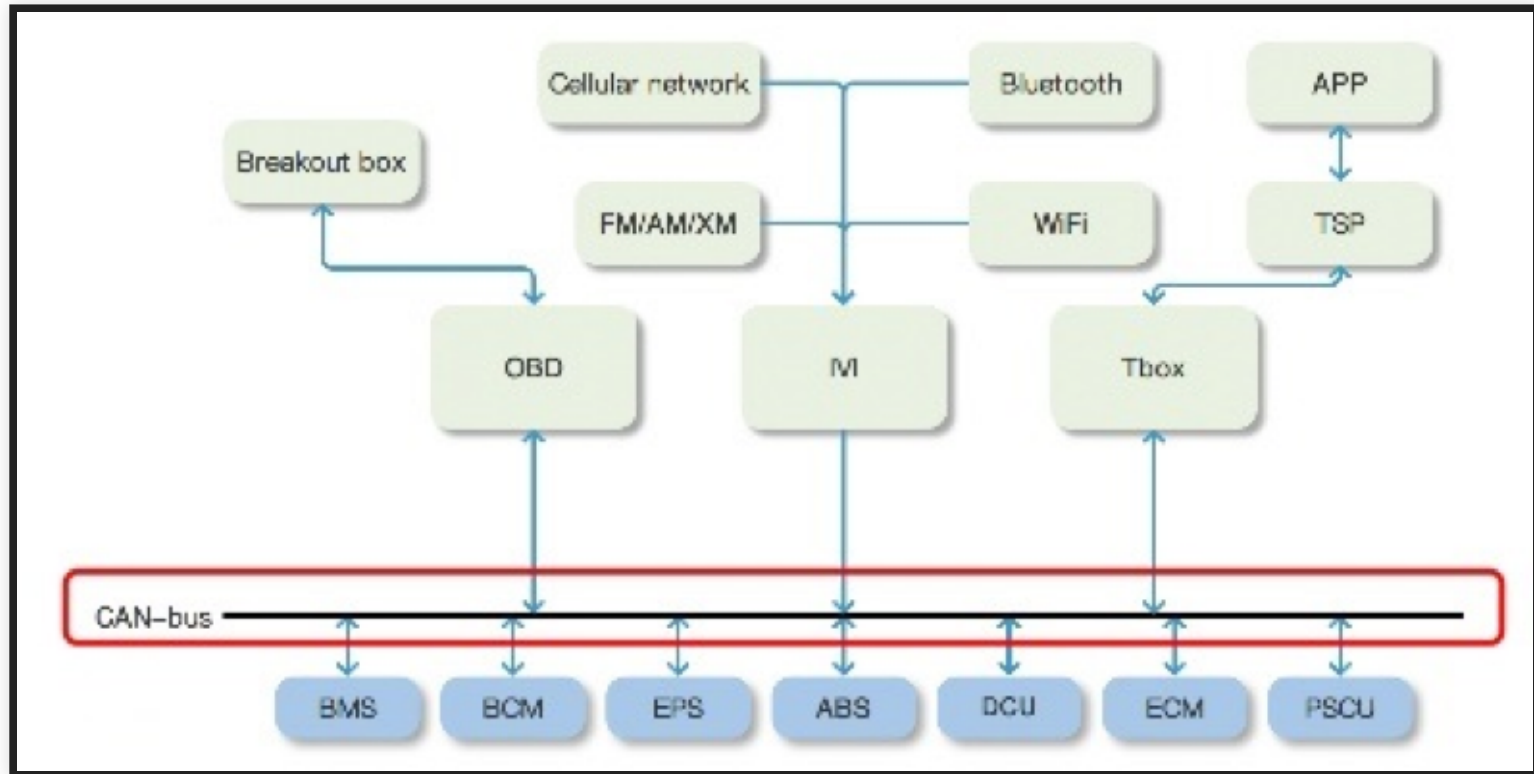 Cellular network
Bluetooth
APP
Breakout box
FM/AM/XM
WiFi
TSP
OBD
IVI
Tbox
CAN-bus
BMS
BCM
EPS
ABS
DCU
ECM
PSCU